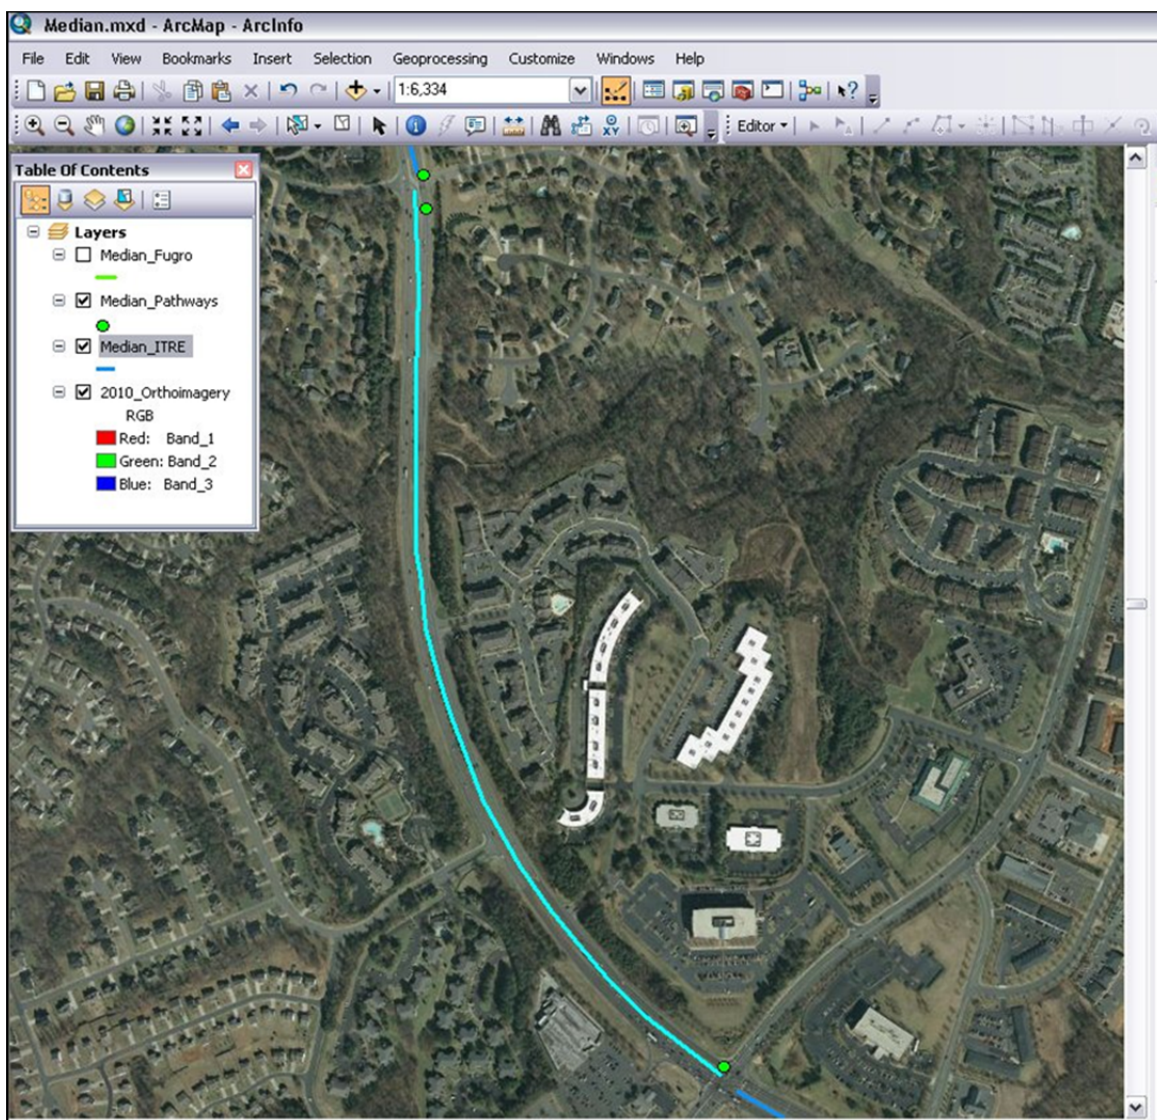 Median.mxd - ArcMap - ArcInfo
File Edit View Bookmarks Insert Selection Geoprocessing Customize Windows Help
1:6,334
Editor
Table Of Contents
Layers
Median_Fugro
Median_Pathways
Median_ITRE
2010_Orthoimagery
RGB
Red: Band_1
Green: Band_2
Blue: Band_3